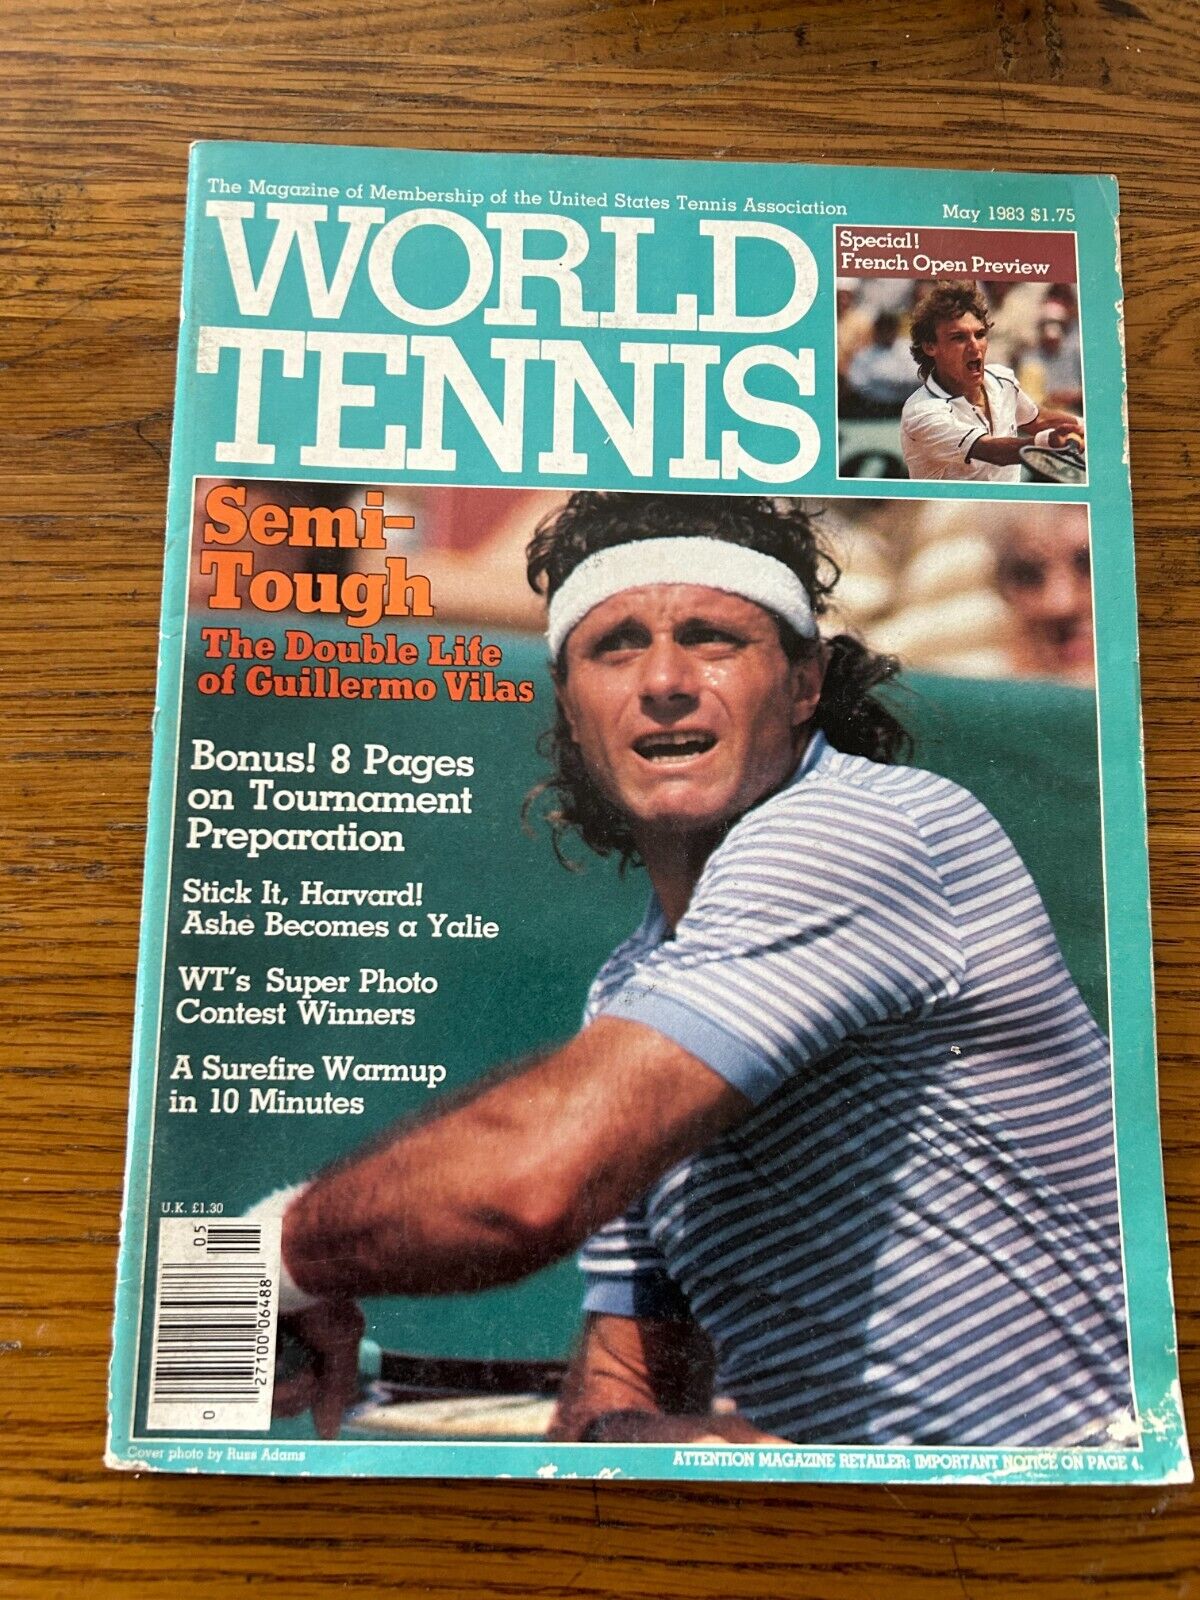 The Magazine of Membership of the United States Tennis Association
May 1983 $1.75
WORLD
TENNIS
Special!
French Open Preview
Semi-
Tough
The Double Life
of Guillermo Vilas
Bonus! 8 Pages
on Tournament
Preparation
Stick It, Harvard!
Ashe Becomes a Yalie
WT's Super Photo
Contest Winners
A Surefire Warmup
in 10 Minutes
U.K. £1.30
05
0 27100 06488
Cover photo by Russ Adams
ATTENTION MAGAZINE RETAILER: IMPORTANT NOTICE ON PAGE 4.